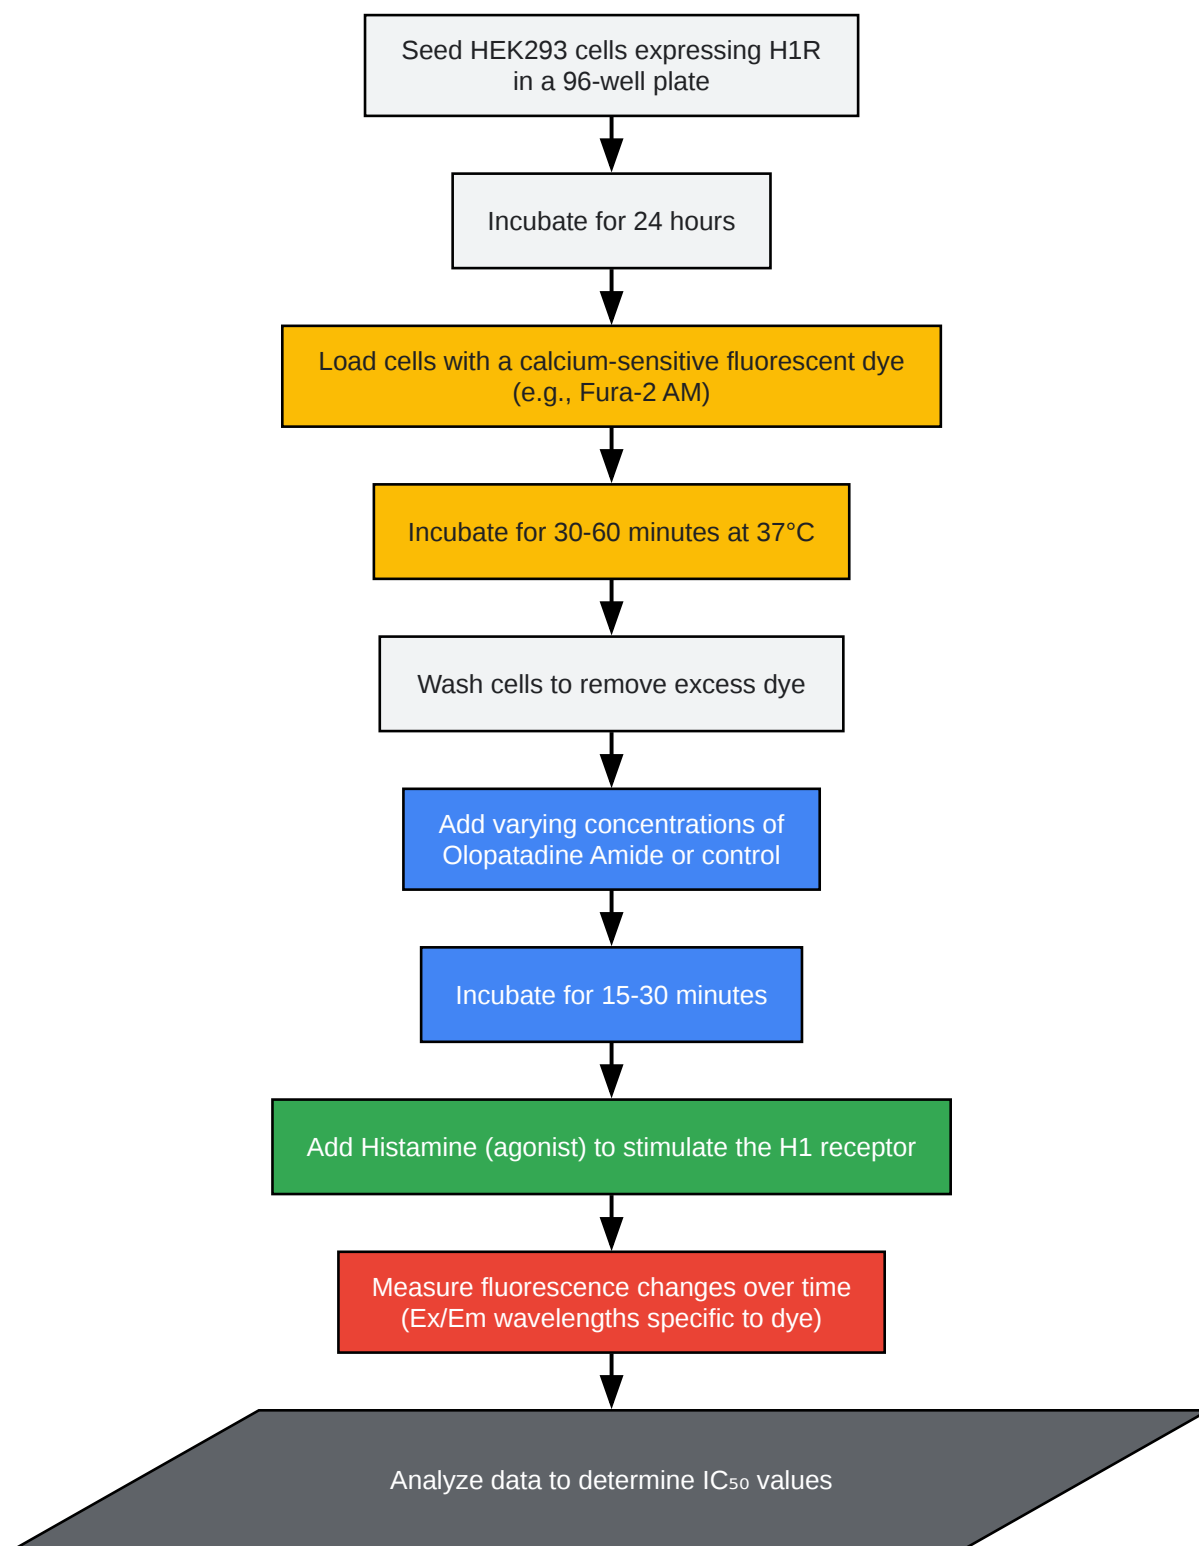 Seed HEK293 cells expressing H1R
in a 96-well plate
Incubate for 24 hours
Load cells with a calcium-sensitive fluorescent dye
(e.g., Fura-2 AM)
Incubate for 30-60 minutes at 37°C
Wash cells to remove excess dye
Add varying concentrations of
Olopatadine Amide or control
Incubate for 15-30 minutes
Add Histamine (agonist) to stimulate the H1 receptor
Measure fluorescence changes over time
(Ex/Em wavelengths specific to dye)
Analyze data to determine IC₅₀ values